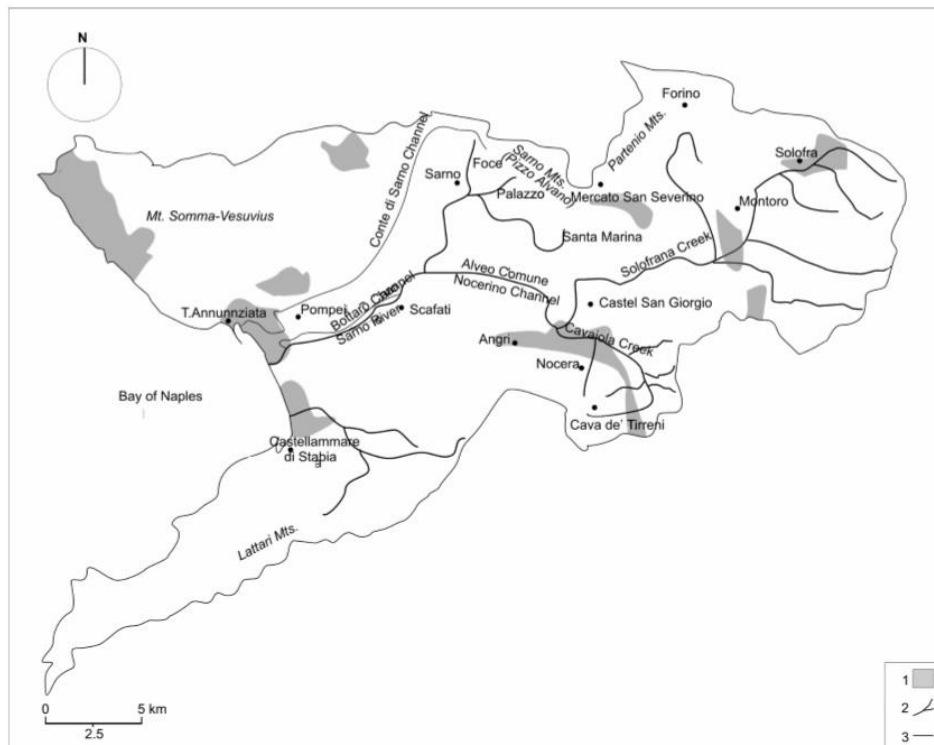 N
Forino
Partenio Mts.
Conte di Sarno Channel
Foce
Sarno Mts.
(Pizzo Alvano)
Solofra
Sarno
Palazzo
Mercato San Severino
Montoro
Mt. Somma-Vesuvius
Santa Marina
Solofrana Creek
Alveo Comune
Nocerino Channel
Castel San Giorgio
T.Annunnziata
Pompei
Bottaro Channel
Sarno River
Scafati
Angri
Cavaiola Creek
Nocera
Bay of Naples
Cava de' Tirreni
Castellammare
di Stabia
Lattari Mts.
0 5 km
2.5
1
2
3